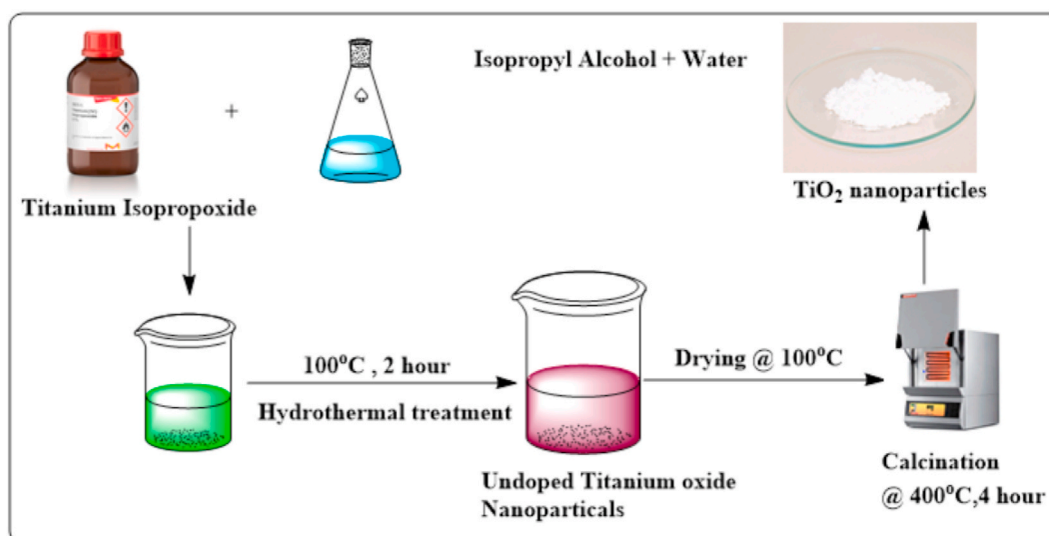 +
Isopropyl Alcohol + Water
Titanium Isopropoxide
TiO₂ nanoparticles
100°C , 2 hour
Hydrothermal treatment
Drying @ 100°C
Undoped Titanium oxide
Nanoparticals
Calcination
@ 400°C,4 hour